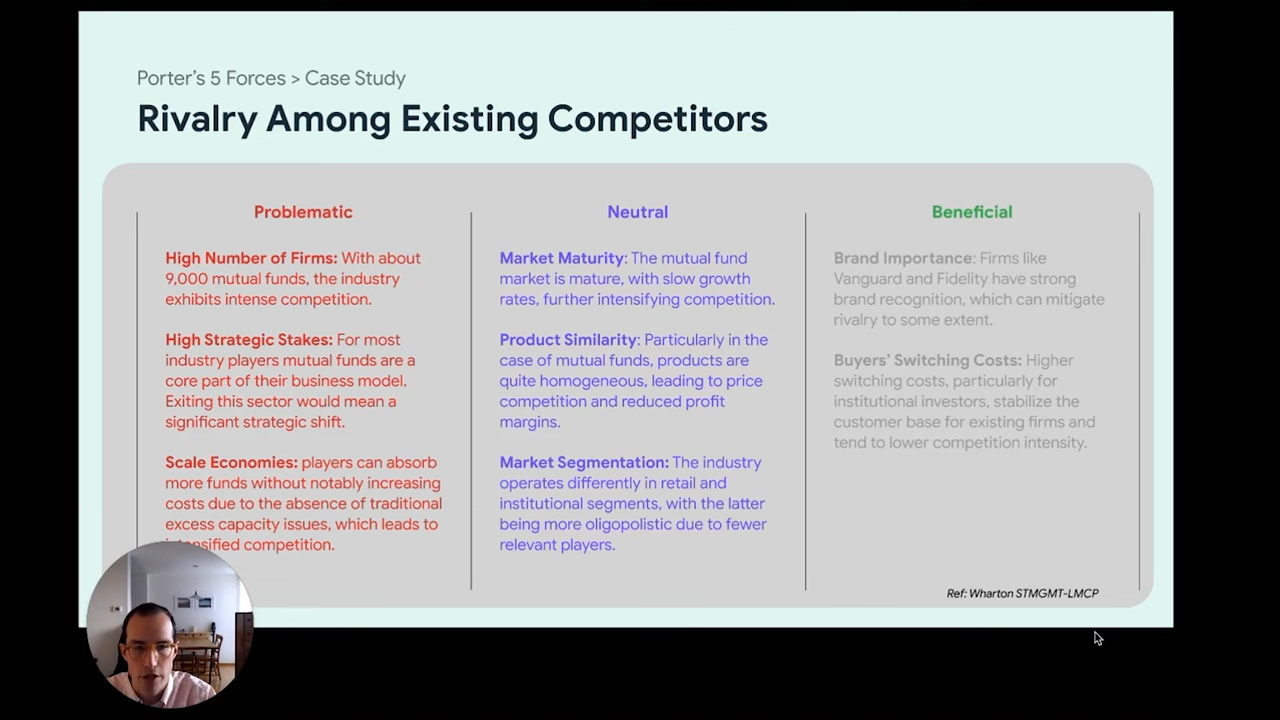 Porter's 5 Forces > Case Study
Rivalry Among Existing Competitors
Problematic
High Number of Firms: With about
9,000 mutual funds, the industry
exhibits intense competition.
High Strategic Stakes: For most
industry players mutual funds are a
core part of their business model.
Exiting this sector would mean a
significant strategic shift.
Scale Economies: players can absorb
more funds without notably increasing
costs due to the absence of traditional
excess capacity issues, which leads to
competition.
Neutral
Market Maturity: The mutual fund
market is mature, with slow growth
rates, further intensifying competition.
Product Similarity: Particularly in the
case of mutual funds, products are
quite homogeneous, leading to price
competition and reduced profit
margins.
Market Segmentation: The industry
operates differently in retail and
institutional segments, with the latter
being more oligopolistic due to fewer
relevant players.
Beneficial
Brand Importance: Firms like
Vanguard and Fidelity have strong
brand recognition, which can mitigate
rivalry to some extent.
Buyers' Switching Costs: Higher
switching costs, particularly for
institutional investors, stabilize the
customer base for existing firms and
tend to lower competition intensity.
Ref: Wharton STMGMT-LMCP